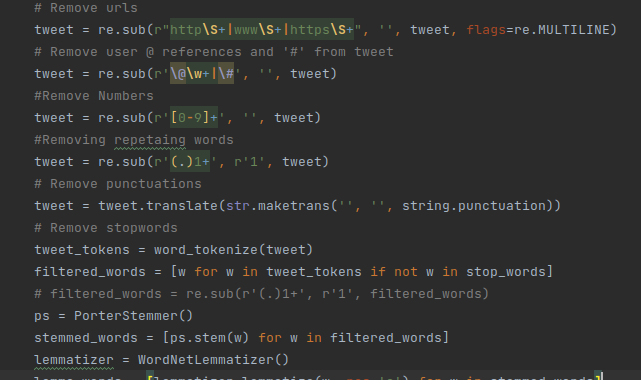 # Remove urls
tweet = re.sub(r"http\S+|www\S+|https\S+", '', tweet, flags=re.MULTILINE)
# Remove user @ references and '#' from tweet
tweet = re.sub(r'\@\w+|\#', '', tweet)
#Remove Numbers
tweet = re.sub(r'[0-9]+', '', tweet)
#Removing repetaing words
tweet = re.sub(r'(.)1+', r'1', tweet)
# Remove punctuations
tweet = tweet.translate(str.maketrans('', '', string.punctuation))
# Remove stopwords
tweet_tokens = word_tokenize(tweet)
filtered_words = [w for w in tweet_tokens if not w in stop_words]
# filtered_words = re.sub(r'(.)1+', r'1', filtered_words)
ps = PorterStemmer()
stemmed_words = [ps.stem(w) for w in filtered_words]
lemmatizer = WordNetLemmatizer()